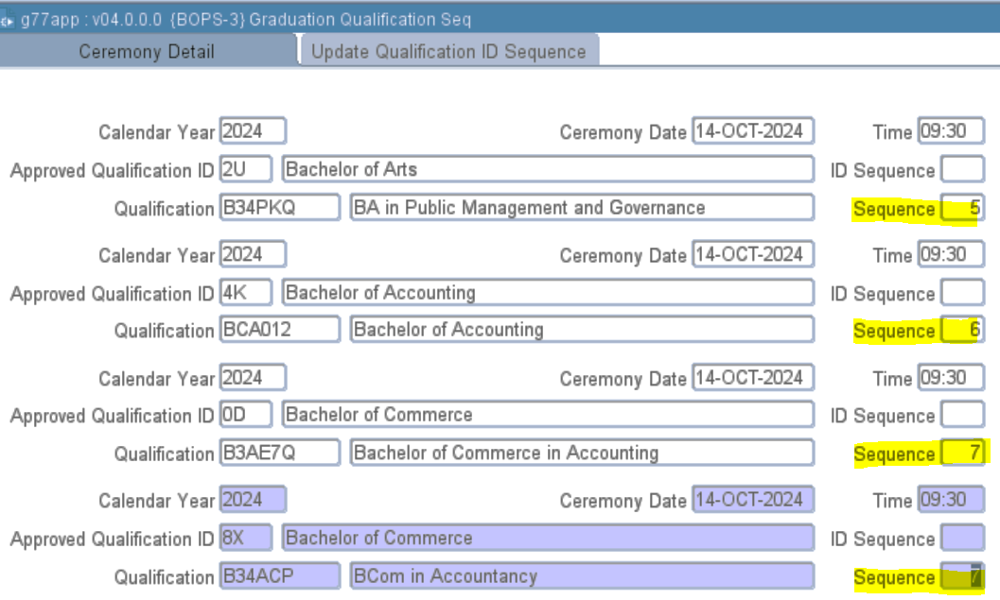 g77app : v04.0.0.0 {BOPS-3} Graduation Qualification Seq
Ceremony Detail Update Qualification ID Sequence
Calendar Year 2024 Ceremony Date 14-OCT-2024 Time 09:30
Approved Qualification ID 2U Bachelor of Arts ID Sequence
Qualification B34PKQ BA in Public Management and Governance Sequence 5
Calendar Year 2024 Ceremony Date 14-OCT-2024 Time 09:30
Approved Qualification ID 4K Bachelor of Accounting ID Sequence
Qualification BCA012 Bachelor of Accounting Sequence 6
Calendar Year 2024 Ceremony Date 14-OCT-2024 Time 09:30
Approved Qualification ID 0D Bachelor of Commerce ID Sequence
Qualification B3AE7Q Bachelor of Commerce in Accounting Sequence 7
Calendar Year 2024 Ceremony Date 14-OCT-2024 Time 09:30
Approved Qualification ID 8X Bachelor of Commerce ID Sequence
Qualification B34ACP BCom in Accountancy Sequence 7